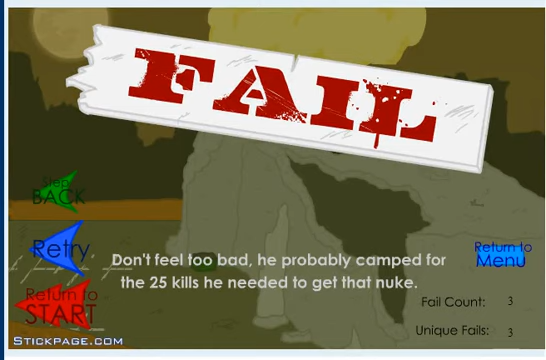 FAIL
Step
BACK
Retry
Don't feel too bad, he probably camped for
the 25 kills he needed to get that nuke.
Return to
Menu
Return to
START
Fail Count: 3
Unique Fails: 3
STICKPAGE.COM